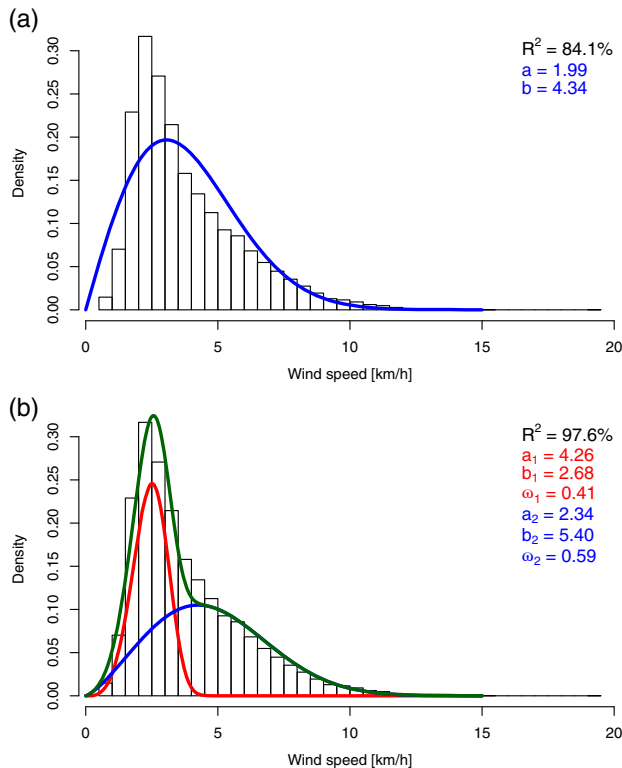 (a)
R² = 84.1%
a = 1.99
b = 4.34
0.30
0.25
0.20
0.15
0.10
0.05
0.00
Density
0 5 10 15 20
Wind speed [km/h]
(b)
R² = 97.6%
a₁ = 4.26
b₁ = 2.68
ω₁ = 0.41
a₂ = 2.34
b₂ = 5.40
ω₂ = 0.59
0.30
0.25
0.20
0.15
0.10
0.05
0.00
Density
0 5 10 15 20
Wind speed [km/h]